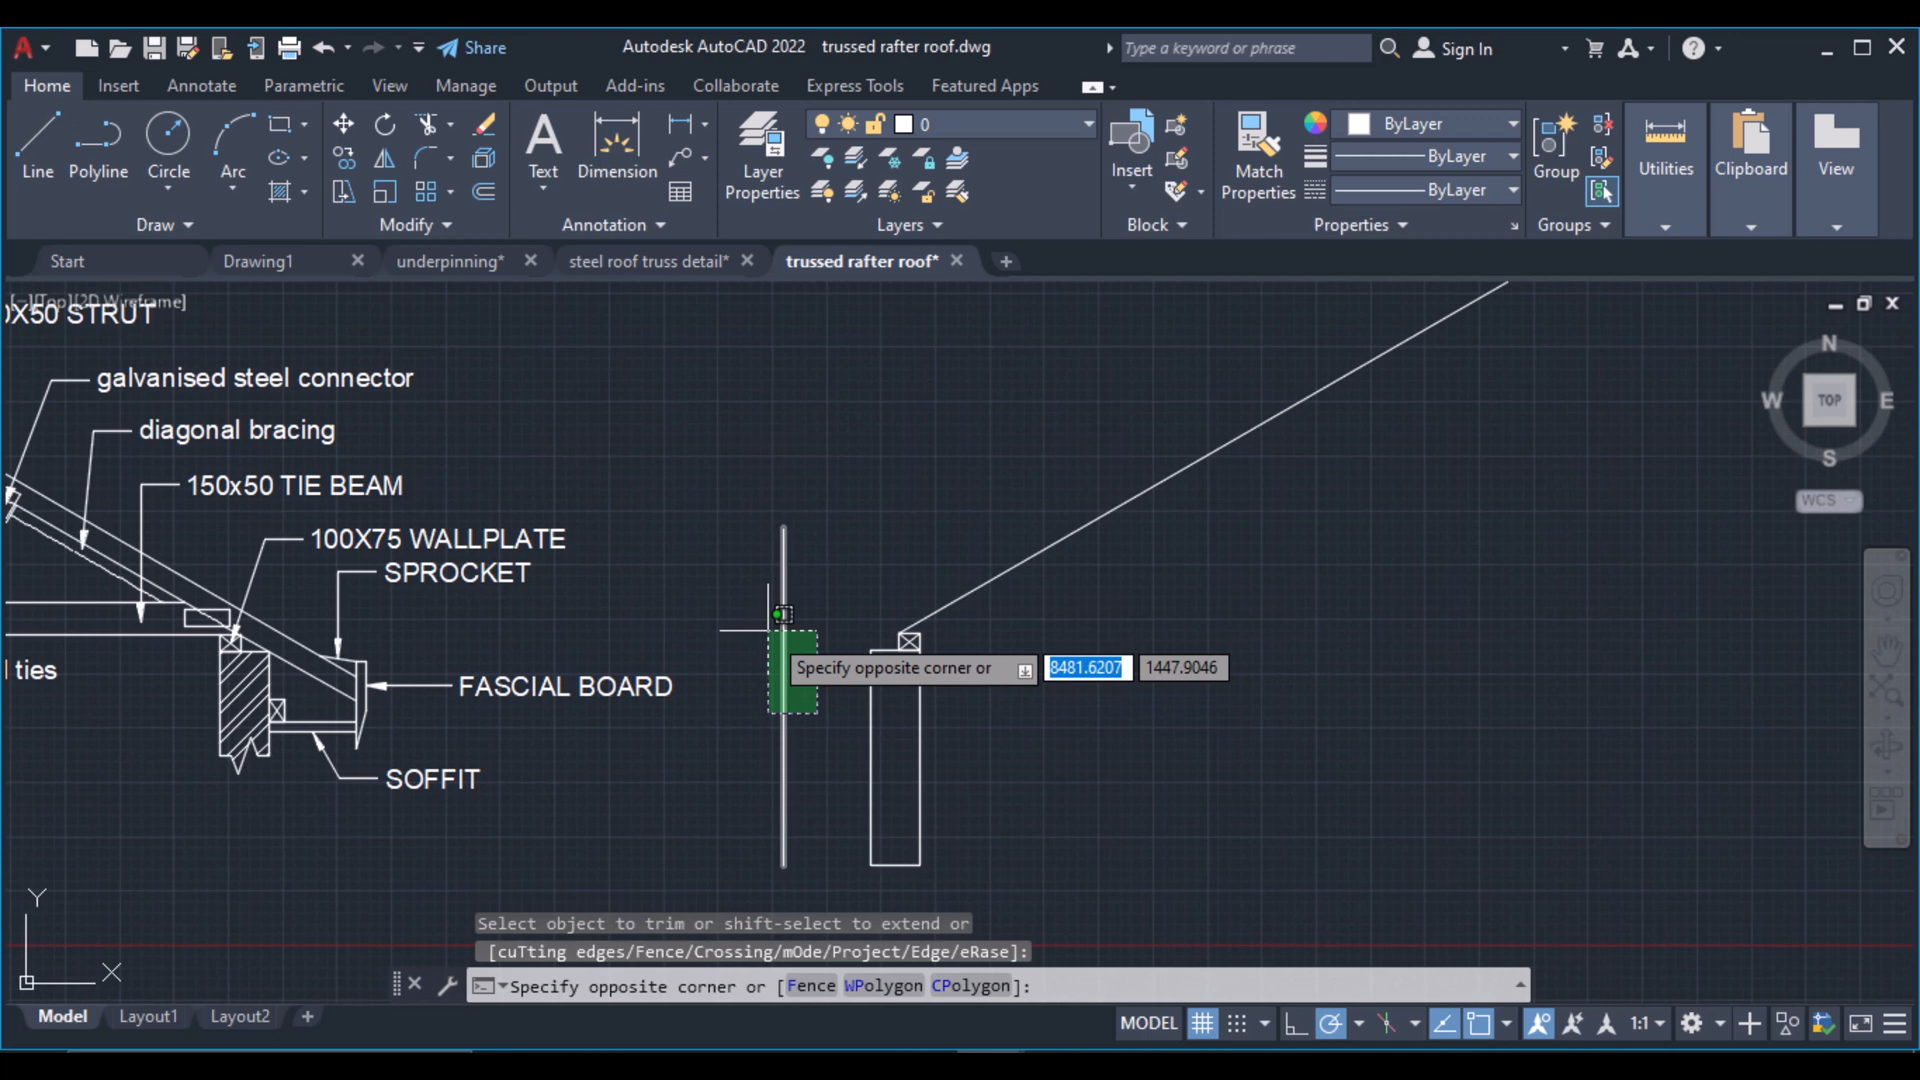 A
Share
Autodesk AutoCAD 2022 trussed rafter roof.dwg
Type a keyword or phrase
Sign In
?
Home Insert Annotate Parametric View Output Add-ins Collaborate Express Tools Featured Apps
Line Polyline Circle Arc
Draw
Modify
A
Text Dimension
Annotation
Layer Properties
0
Layers
Insert
Block
Match Properties
ByLayer
ByLayer
ByLayer
Properties
Group
Groups
Utilities
Clipboard
View
Start Drawing1 underpinning* steel roof truss detail* trussed rafter roof*
[−][Top][2D Wireframe]
0X50 STRUT
galvanised steel connector
diagonal bracing
150x50 TIE BEAM
100X75 WALLPLATE
SPROCKET
ties
FASCIAL BOARD
SOFFIT
N
W TOP E
S
WCS
Specify opposite corner or 8481.6207 1447.9046
Y
X
Select object to trim or shift-select to extend or
[cuTting edges/Fence/Crossing/mOde/Project/Edge/eRase]:
Specify opposite corner or [Fence WPolygon CPolygon]:
Model Layout1 Layout2 +
MODEL 1:1